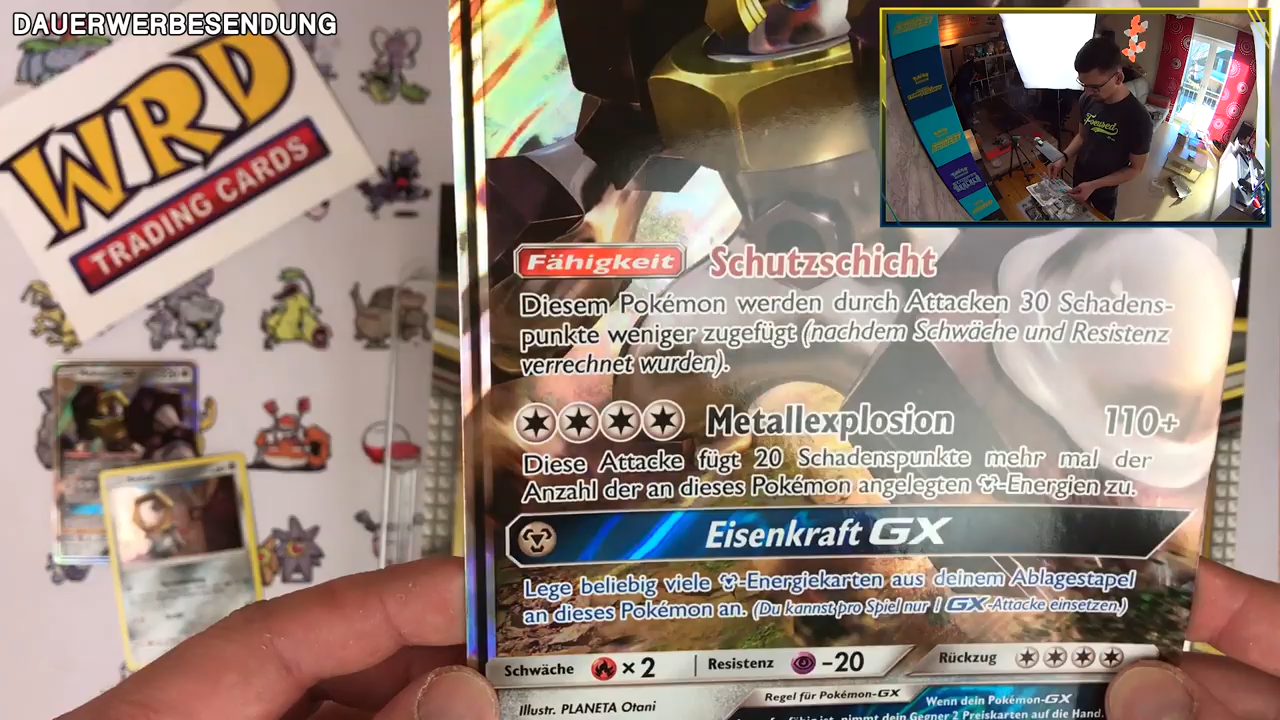 DAUERWERBESENDUNG
WRD
TRADING CARDS
Focused
Fähigkeit Schutzschicht
Diesem Pokémon werden durch Attacken 30 Schadens-
punkte weniger zugefügt (nachdem Schwäche und Resistenz
verrechnet wurden).
Metallexplosion 110+
Diese Attacke fügt 20 Schadenspunkte mehr mal der
Anzahl der an dieses Pokémon angelegten -Energien zu.
Eisenkraft GX
Lege beliebig viele -Energiekarten aus deinem Ablagestapel
an dieses Pokémon an. (Du kannst pro Spiel nur 1 GX-Attacke einsetzen.)
Schwäche ×2 Resistenz -20 Rückzug
Illustr. PLANETA Otani
Regel für Pokémon-GX
Wenn dein Pokémon-GX
nimmt dein Gegner 2 Preiskarten auf die Hand.